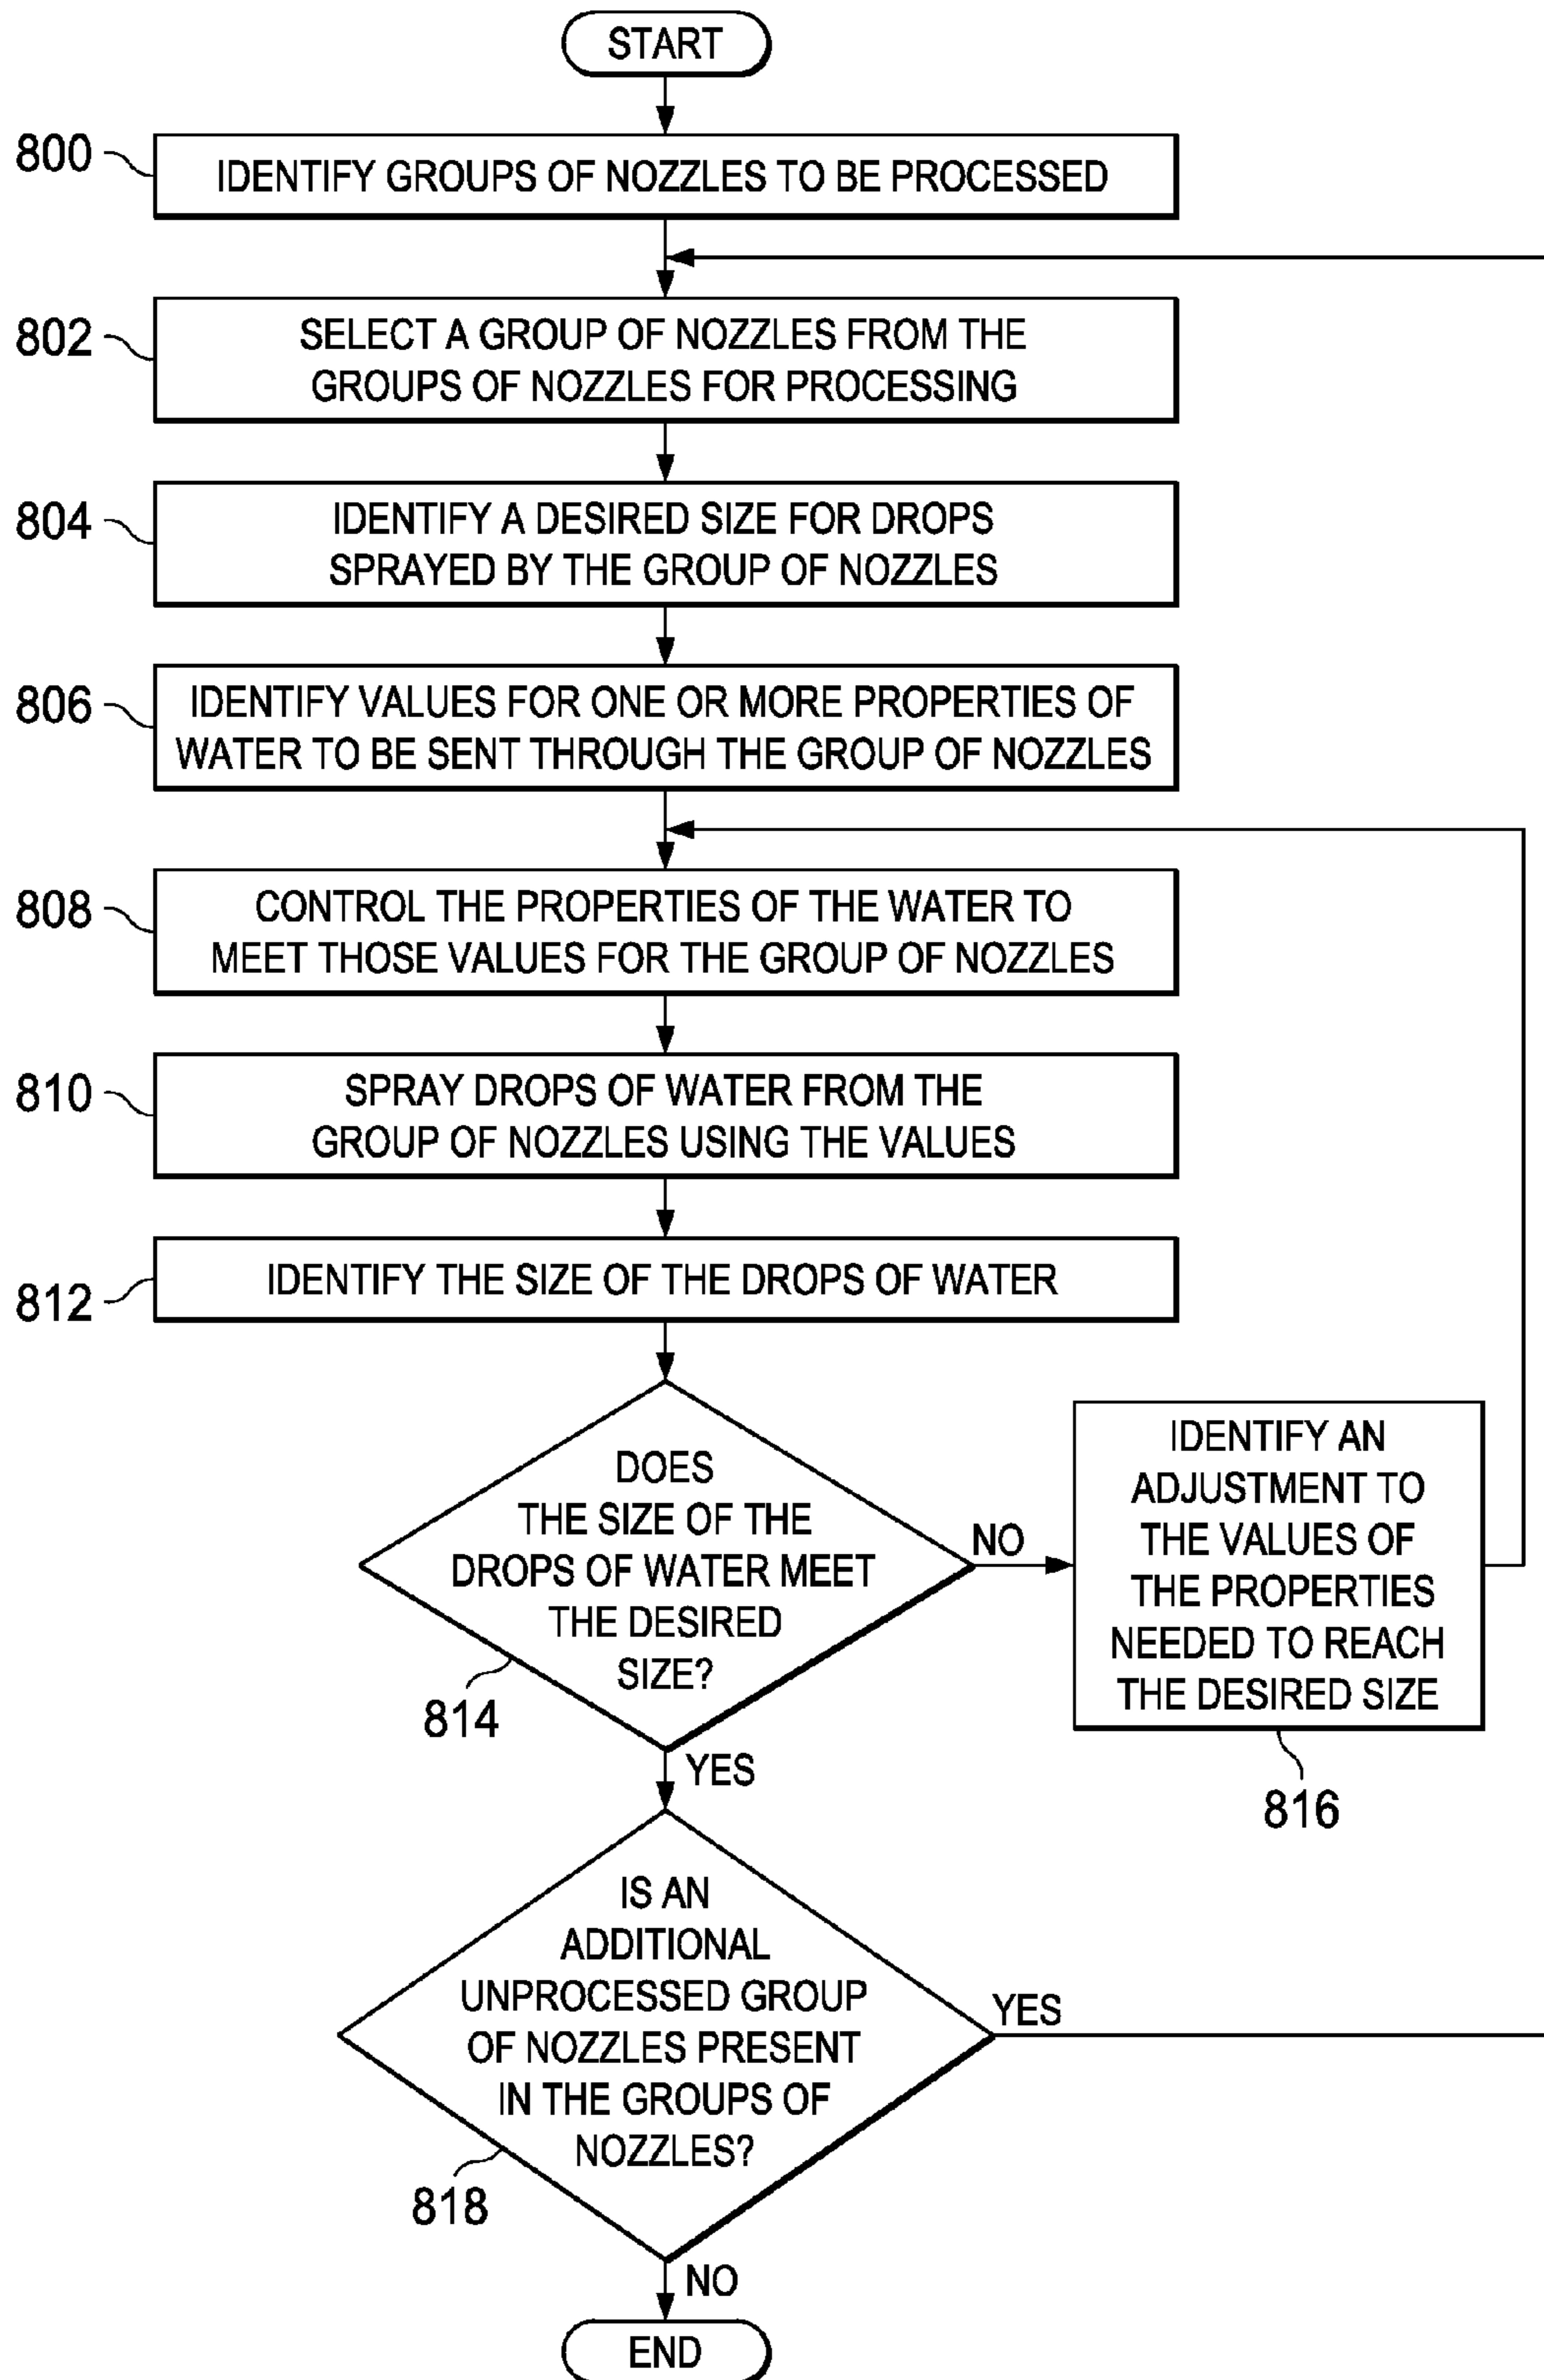 START
800
IDENTIFY GROUPS OF NOZZLES TO BE PROCESSED
802
SELECT A GROUP OF NOZZLES FROM THE
GROUPS OF NOZZLES FOR PROCESSING
804
IDENTIFY A DESIRED SIZE FOR DROPS
SPRAYED BY THE GROUP OF NOZZLES
806
IDENTIFY VALUES FOR ONE OR MORE PROPERTIES OF
WATER TO BE SENT THROUGH THE GROUP OF NOZZLES
808
CONTROL THE PROPERTIES OF THE WATER TO
MEET THOSE VALUES FOR THE GROUP OF NOZZLES
810
SPRAY DROPS OF WATER FROM THE
GROUP OF NOZZLES USING THE VALUES
812
IDENTIFY THE SIZE OF THE DROPS OF WATER
DOES
THE SIZE OF THE
DROPS OF WATER MEET
THE DESIRED
SIZE?
814
NO
IDENTIFY AN
ADJUSTMENT TO
THE VALUES OF
THE PROPERTIES
NEEDED TO REACH
THE DESIRED SIZE
816
YES
IS AN
ADDITIONAL
UNPROCESSED GROUP
OF NOZZLES PRESENT
IN THE GROUPS OF
NOZZLES?
818
YES
NO
END